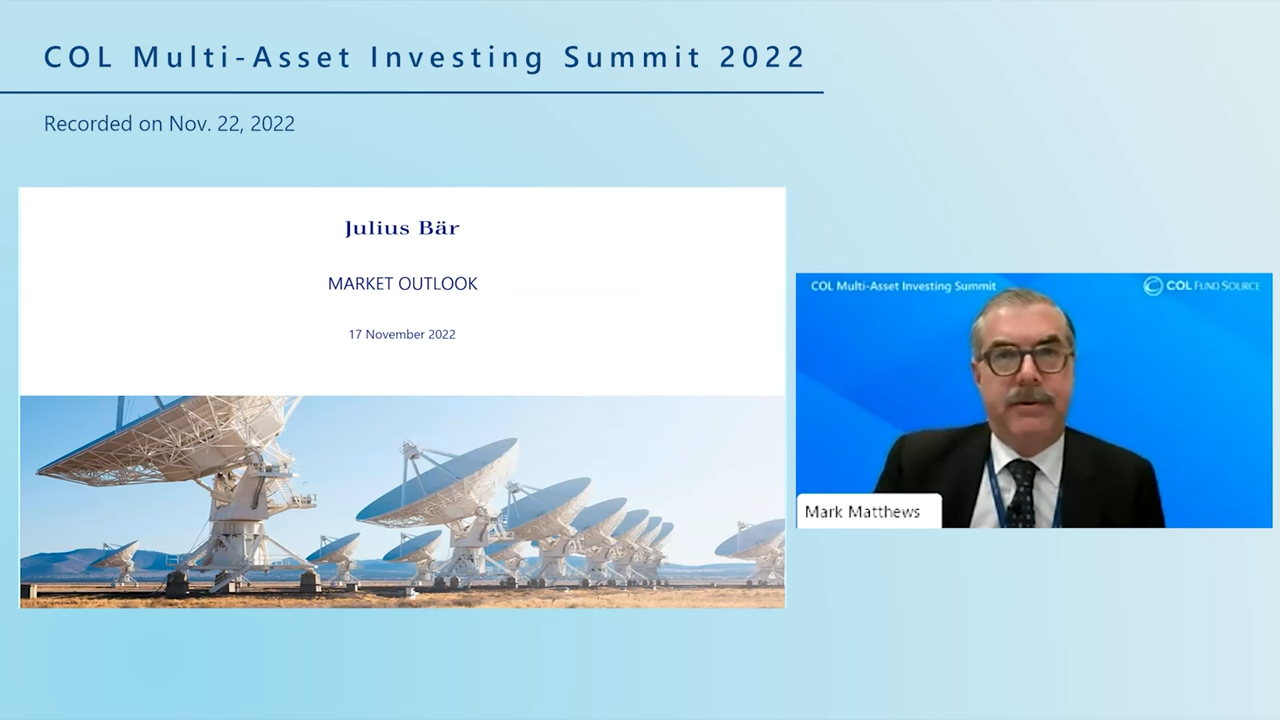 COL Multi-Asset Investing Summit 2022
Recorded on Nov. 22, 2022
Julius Bär
MARKET OUTLOOK
17 November 2022
COL Multi-Asset Investing Summit
COL FUND SOURCE
Mark Matthews